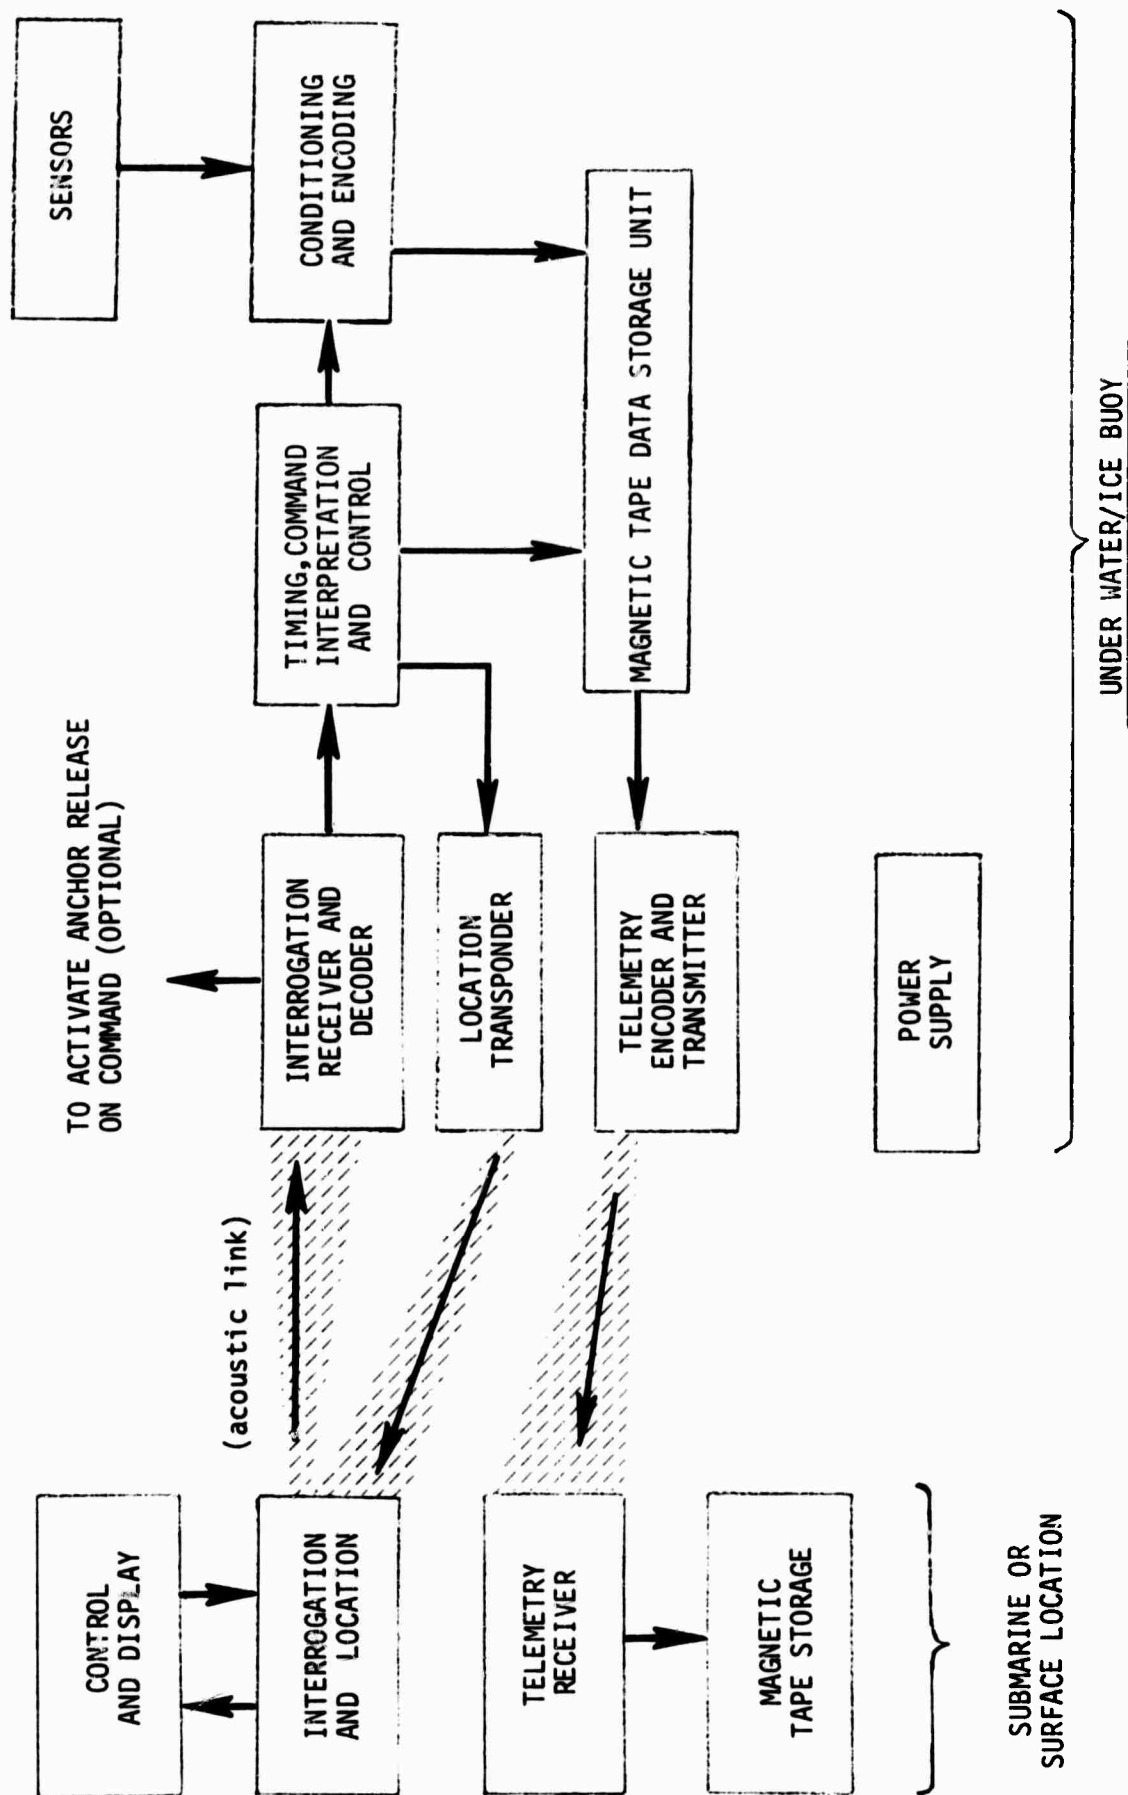 TO ACTIVATE ANCHOR RELEASE
ON COMMAND (OPTIONAL)
SENSORS
CONTROL
AND DISPLAY
(acoustic link)
INTERROGATION
AND LOCATION
INTERROGATION
RECEIVER AND
DECODER
TIMING,COMMAND
INTERPRETATION
AND CONTROL
CONDITIONING
AND ENCODING
LOCATION
TRANSPONDER
TELEMETRY
RECEIVER
TELEMETRY
ENCODER AND
TRANSMITTER
MAGNETIC TAPE DATA STORAGE UNIT
MAGNETIC
TAPE STORAGE
POWER
SUPPLY
SUBMARINE OR
SURFACE LOCATION
UNDER WATER/ICE BUOY